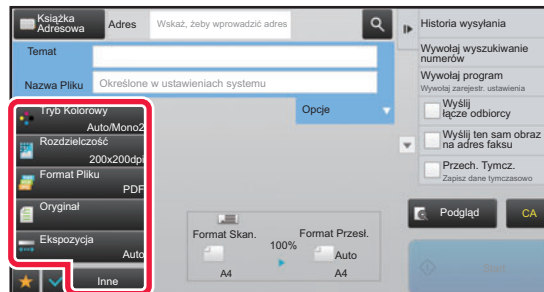 Książka
Adresowa
Adres
Wskaż, żeby wprowadzić adres
Temat
Nazwa Pliku
Określone w ustawieniach systemu
Opcje
Tryb Kolorowy
Auto/Mono2
Rozdzielczość
200x200dpi
Format Pliku
PDF
Oryginał
Ekspozycja
Auto
Inne
Format Skan.
A4
100%
Format Przesł.
Auto
A4
Historia wysyłania
Wywołaj wyszukiwanie
numerów
Wywołaj program
Wywołaj zarejestr. ustawienia
Wyślij
łącze odbiorcy
Wyślij ten sam obraz
na adres faksu
Przech. Tymcz.
Zapisz dane tymczasowo
Podgląd
CA
Start